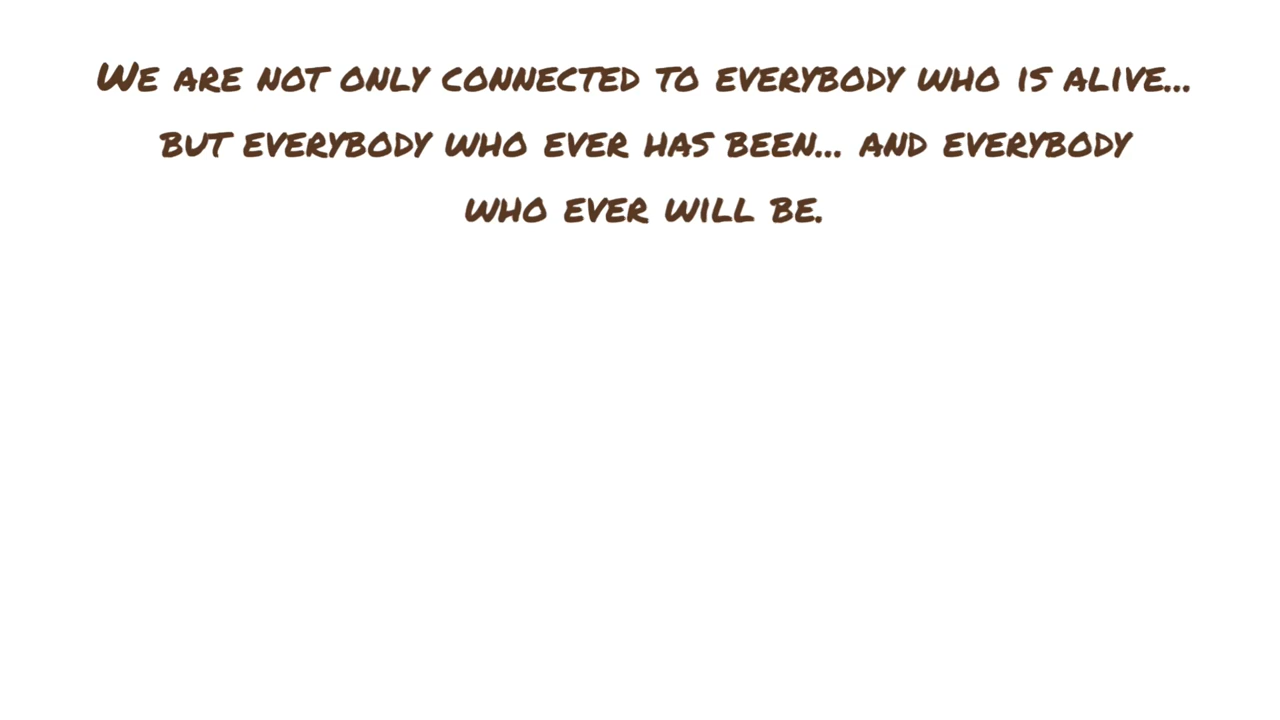 We are not only connected to everybody who is alive...
but everybody who ever has been... and everybody
who ever will be.